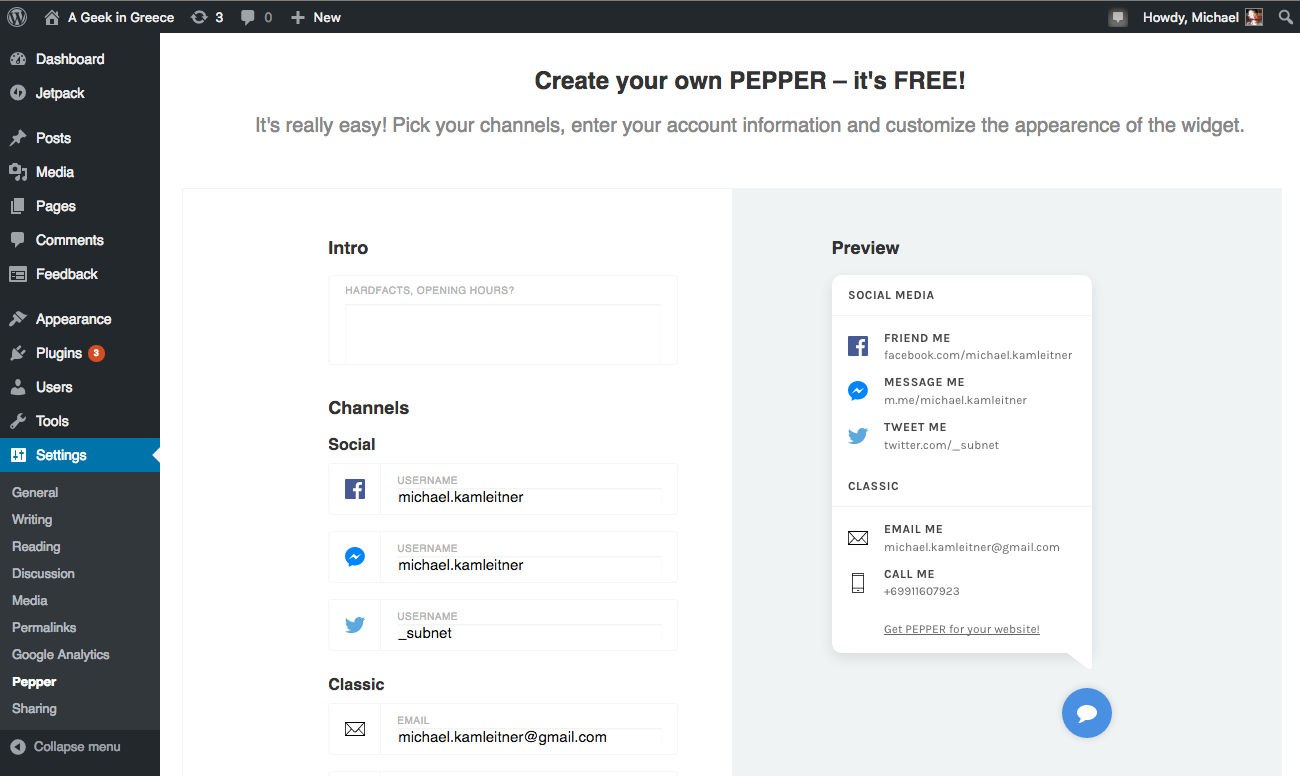 A Geek in Greece 3 0 New Howdy, Michael
Dashboard
Jetpack
Posts
Media
Pages
Comments
Feedback
Appearance
Plugins 3
Users
Tools
Settings
General
Writing
Reading
Discussion
Media
Permalinks
Google Analytics
Pepper
Sharing
Collapse menu
Create your own PEPPER – it's FREE!
It's really easy! Pick your channels, enter your account information and customize the appearence of the widget.
Intro
HARDFACTS, OPENING HOURS?
Channels
Social
USERNAME
michael.kamleitner
USERNAME
michael.kamleitner
USERNAME
_subnet
Classic
EMAIL
michael.kamleitner@gmail.com
Preview
SOCIAL MEDIA
FRIEND ME
facebook.com/michael.kamleitner
MESSAGE ME
m.me/michael.kamleitner
TWEET ME
twitter.com/_subnet
CLASSIC
EMAIL ME
michael.kamleitner@gmail.com
CALL ME
+69911607923
Get PEPPER for your website!